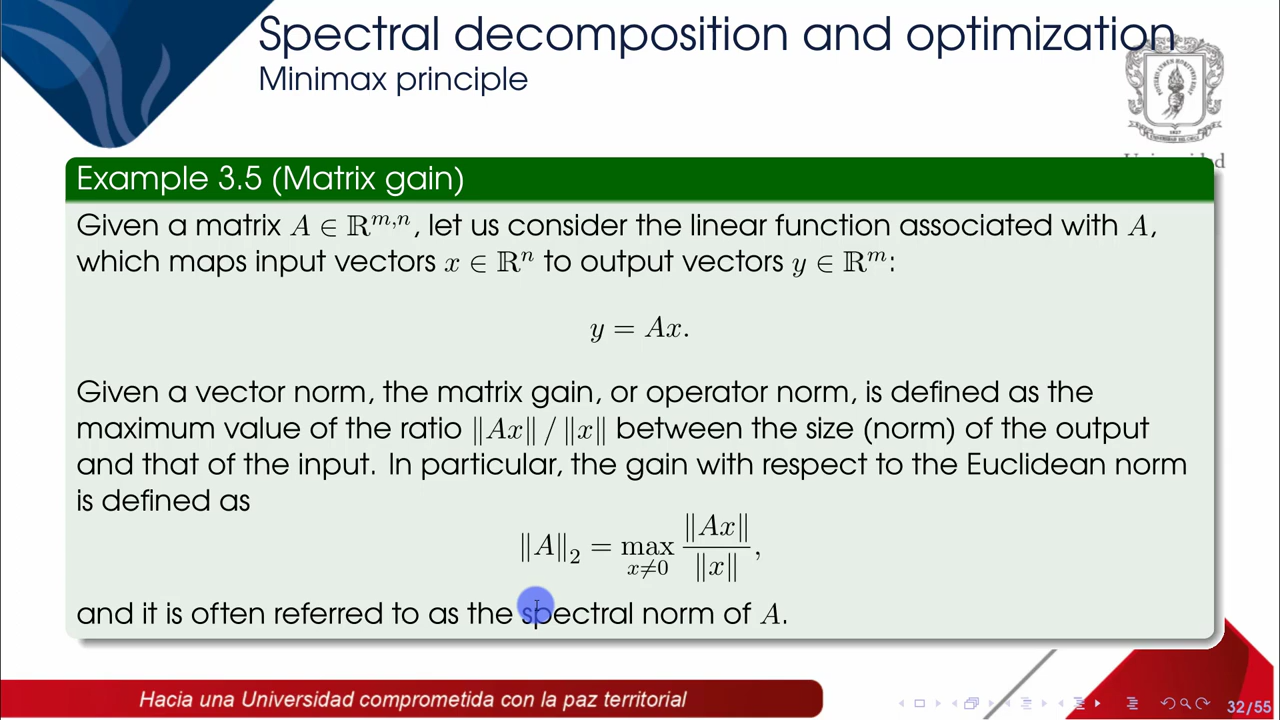 Spectral decomposition and optimization
Minimax principle
Example 3.5 (Matrix gain)
Given a matrix A ∈ ℝ^{m,n}, let us consider the linear function associated with A,
which maps input vectors x ∈ ℝ^n to output vectors y ∈ ℝ^m:
y = Ax.
Given a vector norm, the matrix gain, or operator norm, is defined as the
maximum value of the ratio ‖Ax‖ / ‖x‖ between the size (norm) of the output
and that of the input. In particular, the gain with respect to the Euclidean norm
is defined as
‖A‖₂ = max_{x≠0} ‖Ax‖ / ‖x‖,
and it is often referred to as the spectral norm of A.
Hacia una Universidad comprometida con la paz territorial
32/55